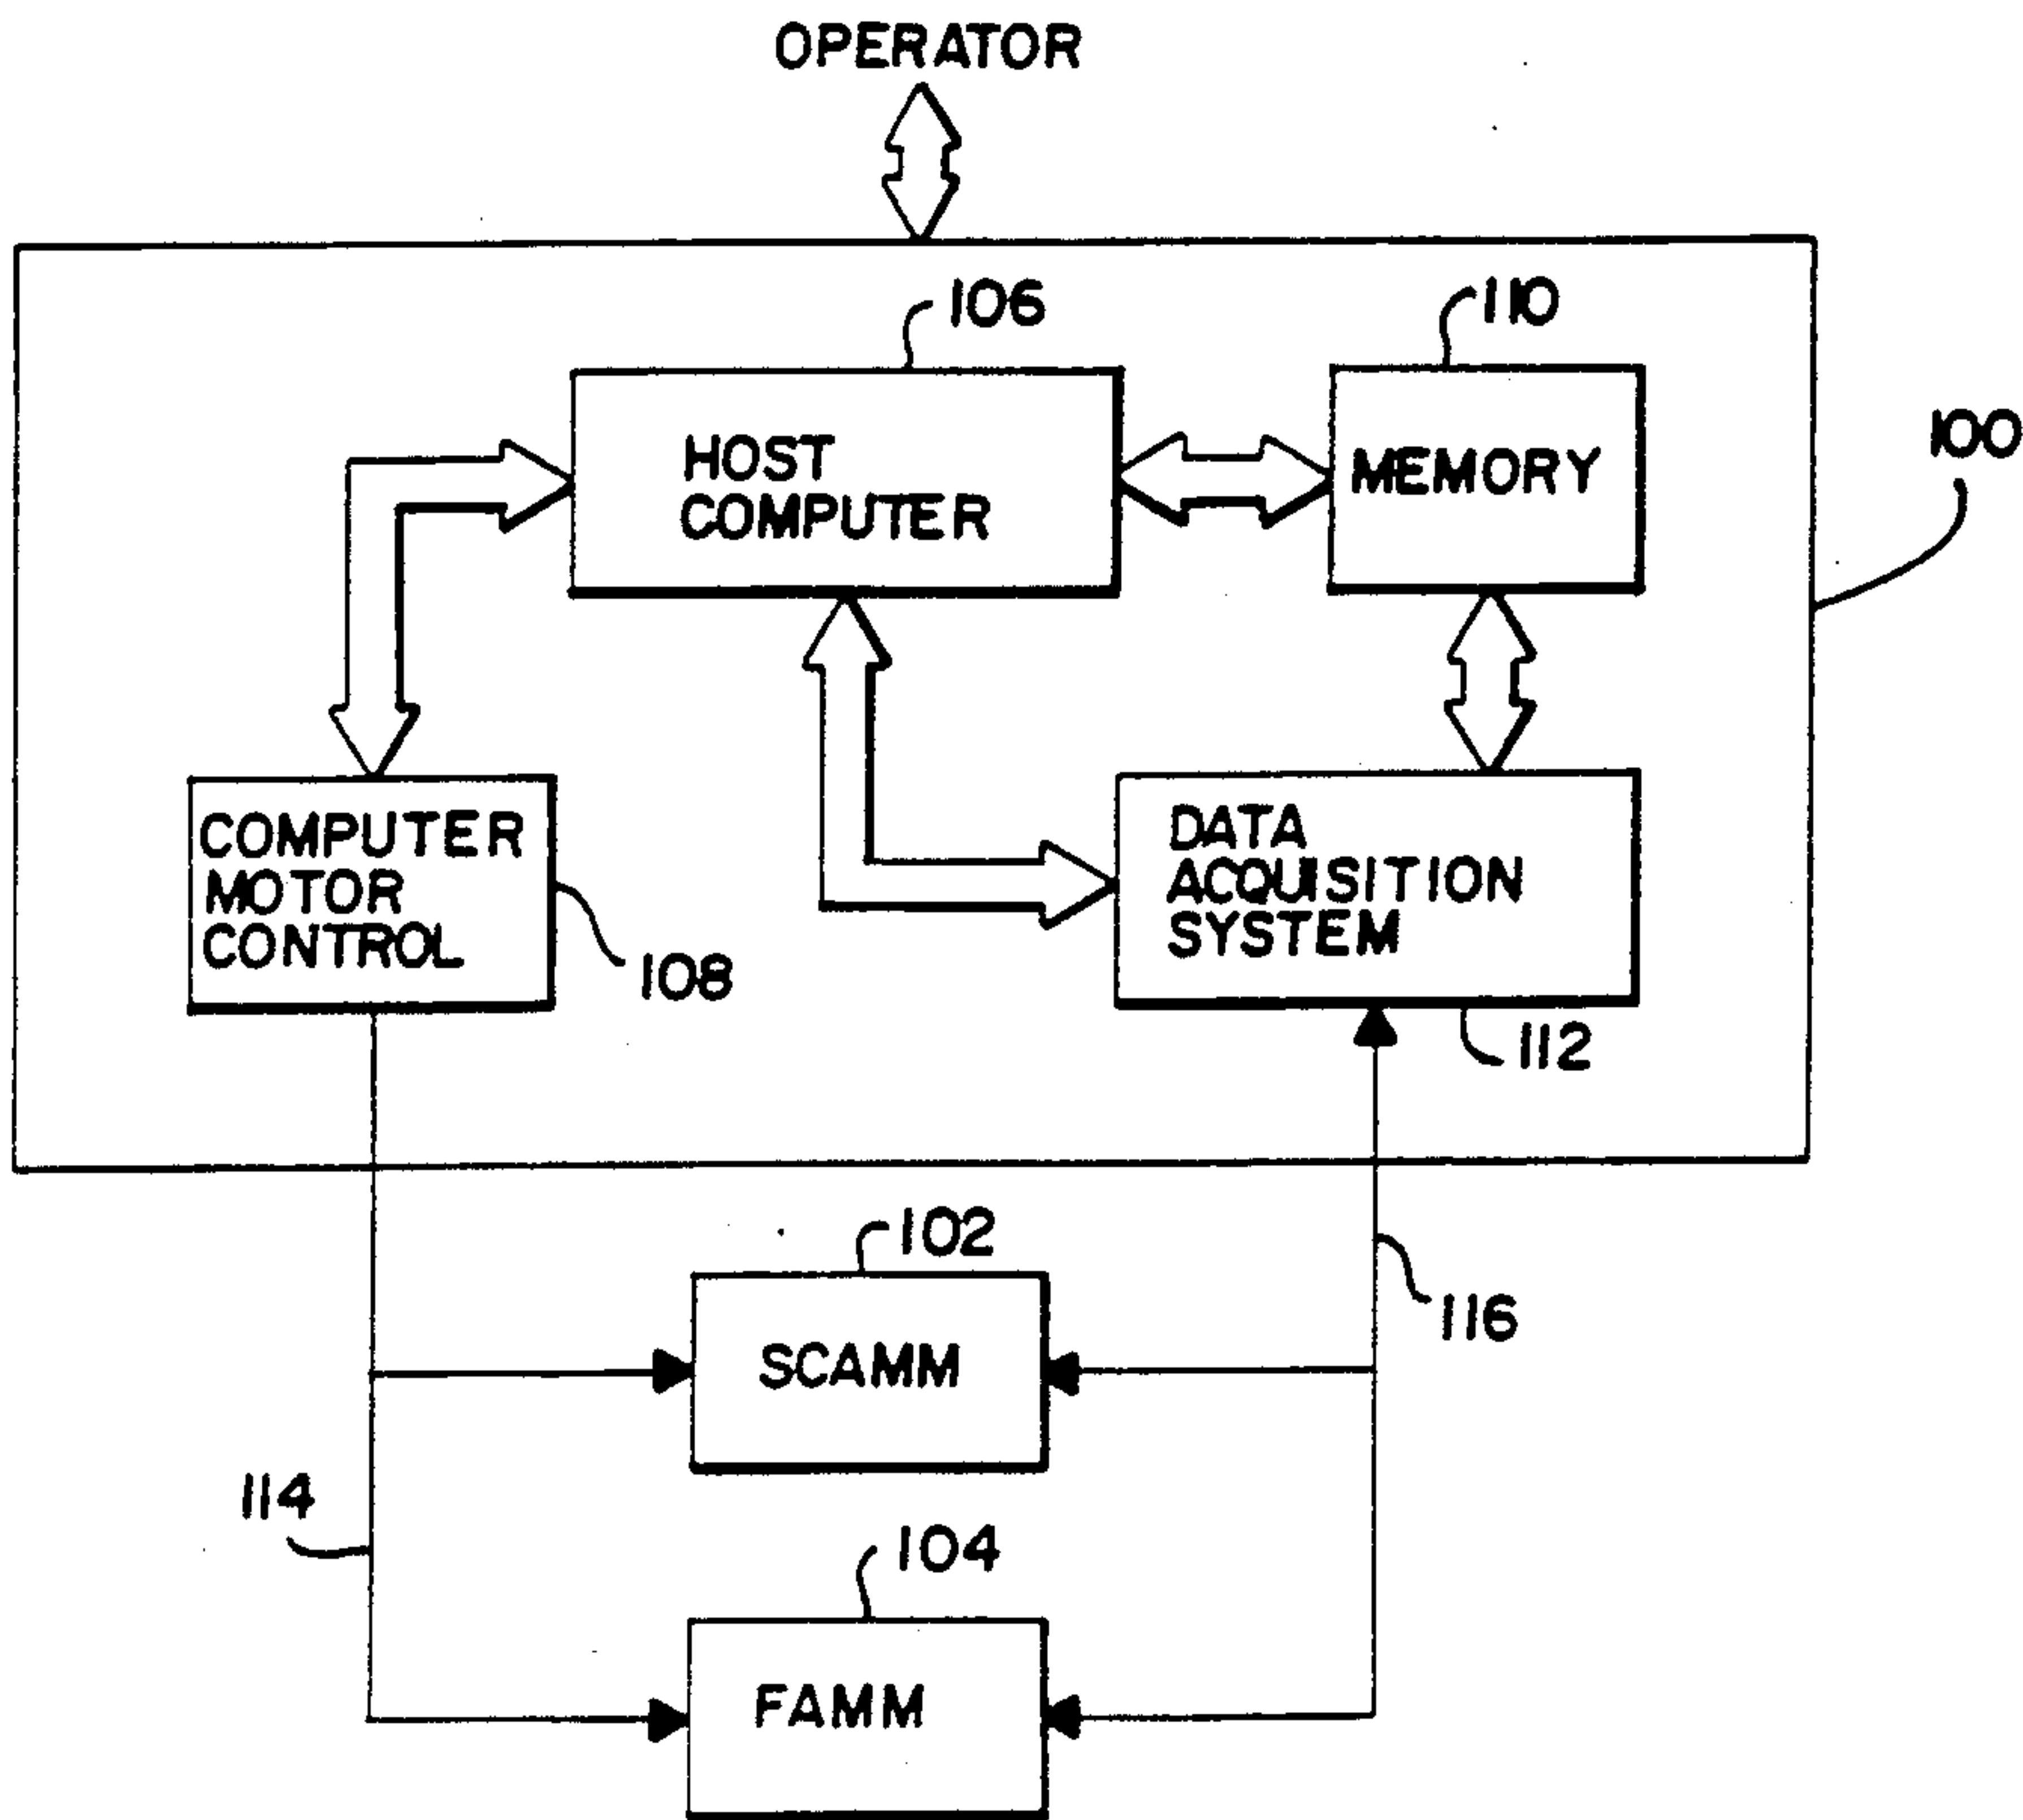 OPERATOR
106
110
100
HOST
COMPUTER
MEMORY
COMPUTER
MOTOR
CONTROL
108
DATA
ACQUISITION
SYSTEM
112
102
SCAMM
116
114
104
FAMM